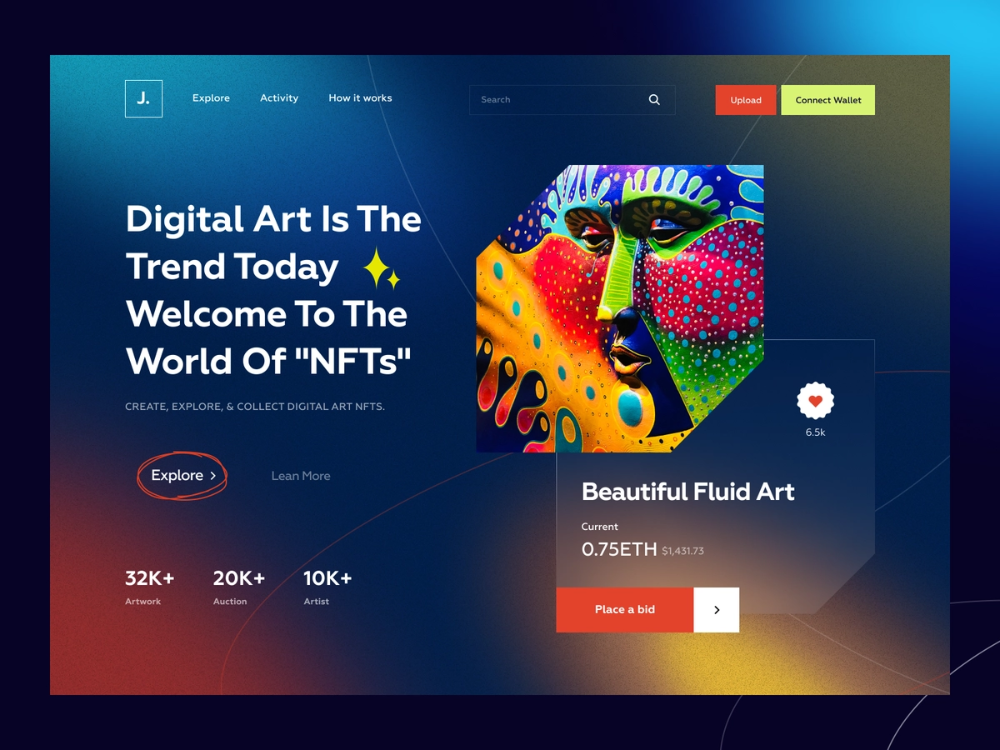 J.
Explore
Activity
How it works
Search
Upload
Connect Wallet
Digital Art Is The
Trend Today
Welcome To The
World Of "NFTs"
CREATE, EXPLORE, & COLLECT DIGITAL ART NFTS.
Explore
Lean More
32K+
Artwork
20K+
Auction
10K+
Artist
6.5k
Beautiful Fluid Art
Current
0.75ETH $1,431.73
Place a bid